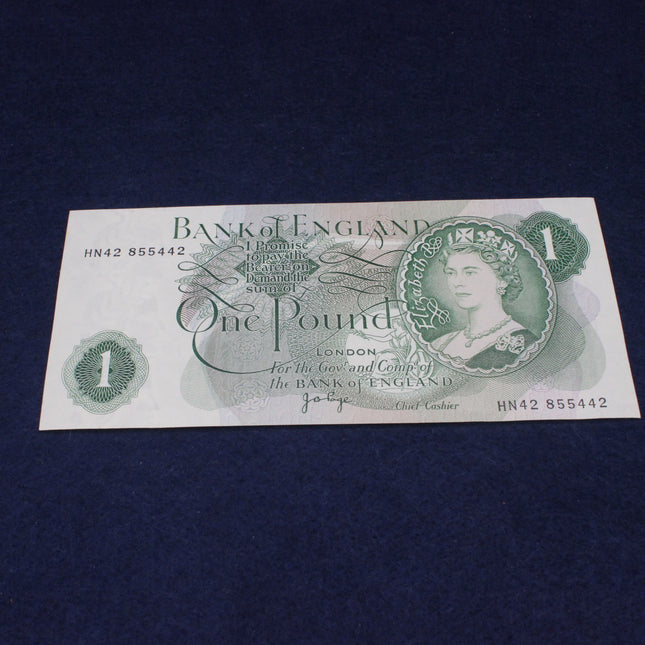 BANK of ENGLAND
HN42 855442
I Promise
to pay the
Bearer on
Demand the
sum of
One Pound
Elizabeth
1
1
LONDON
For the Govr. and Compa. of
the BANK of ENGLAND
Chief Cashier
HN42 855442